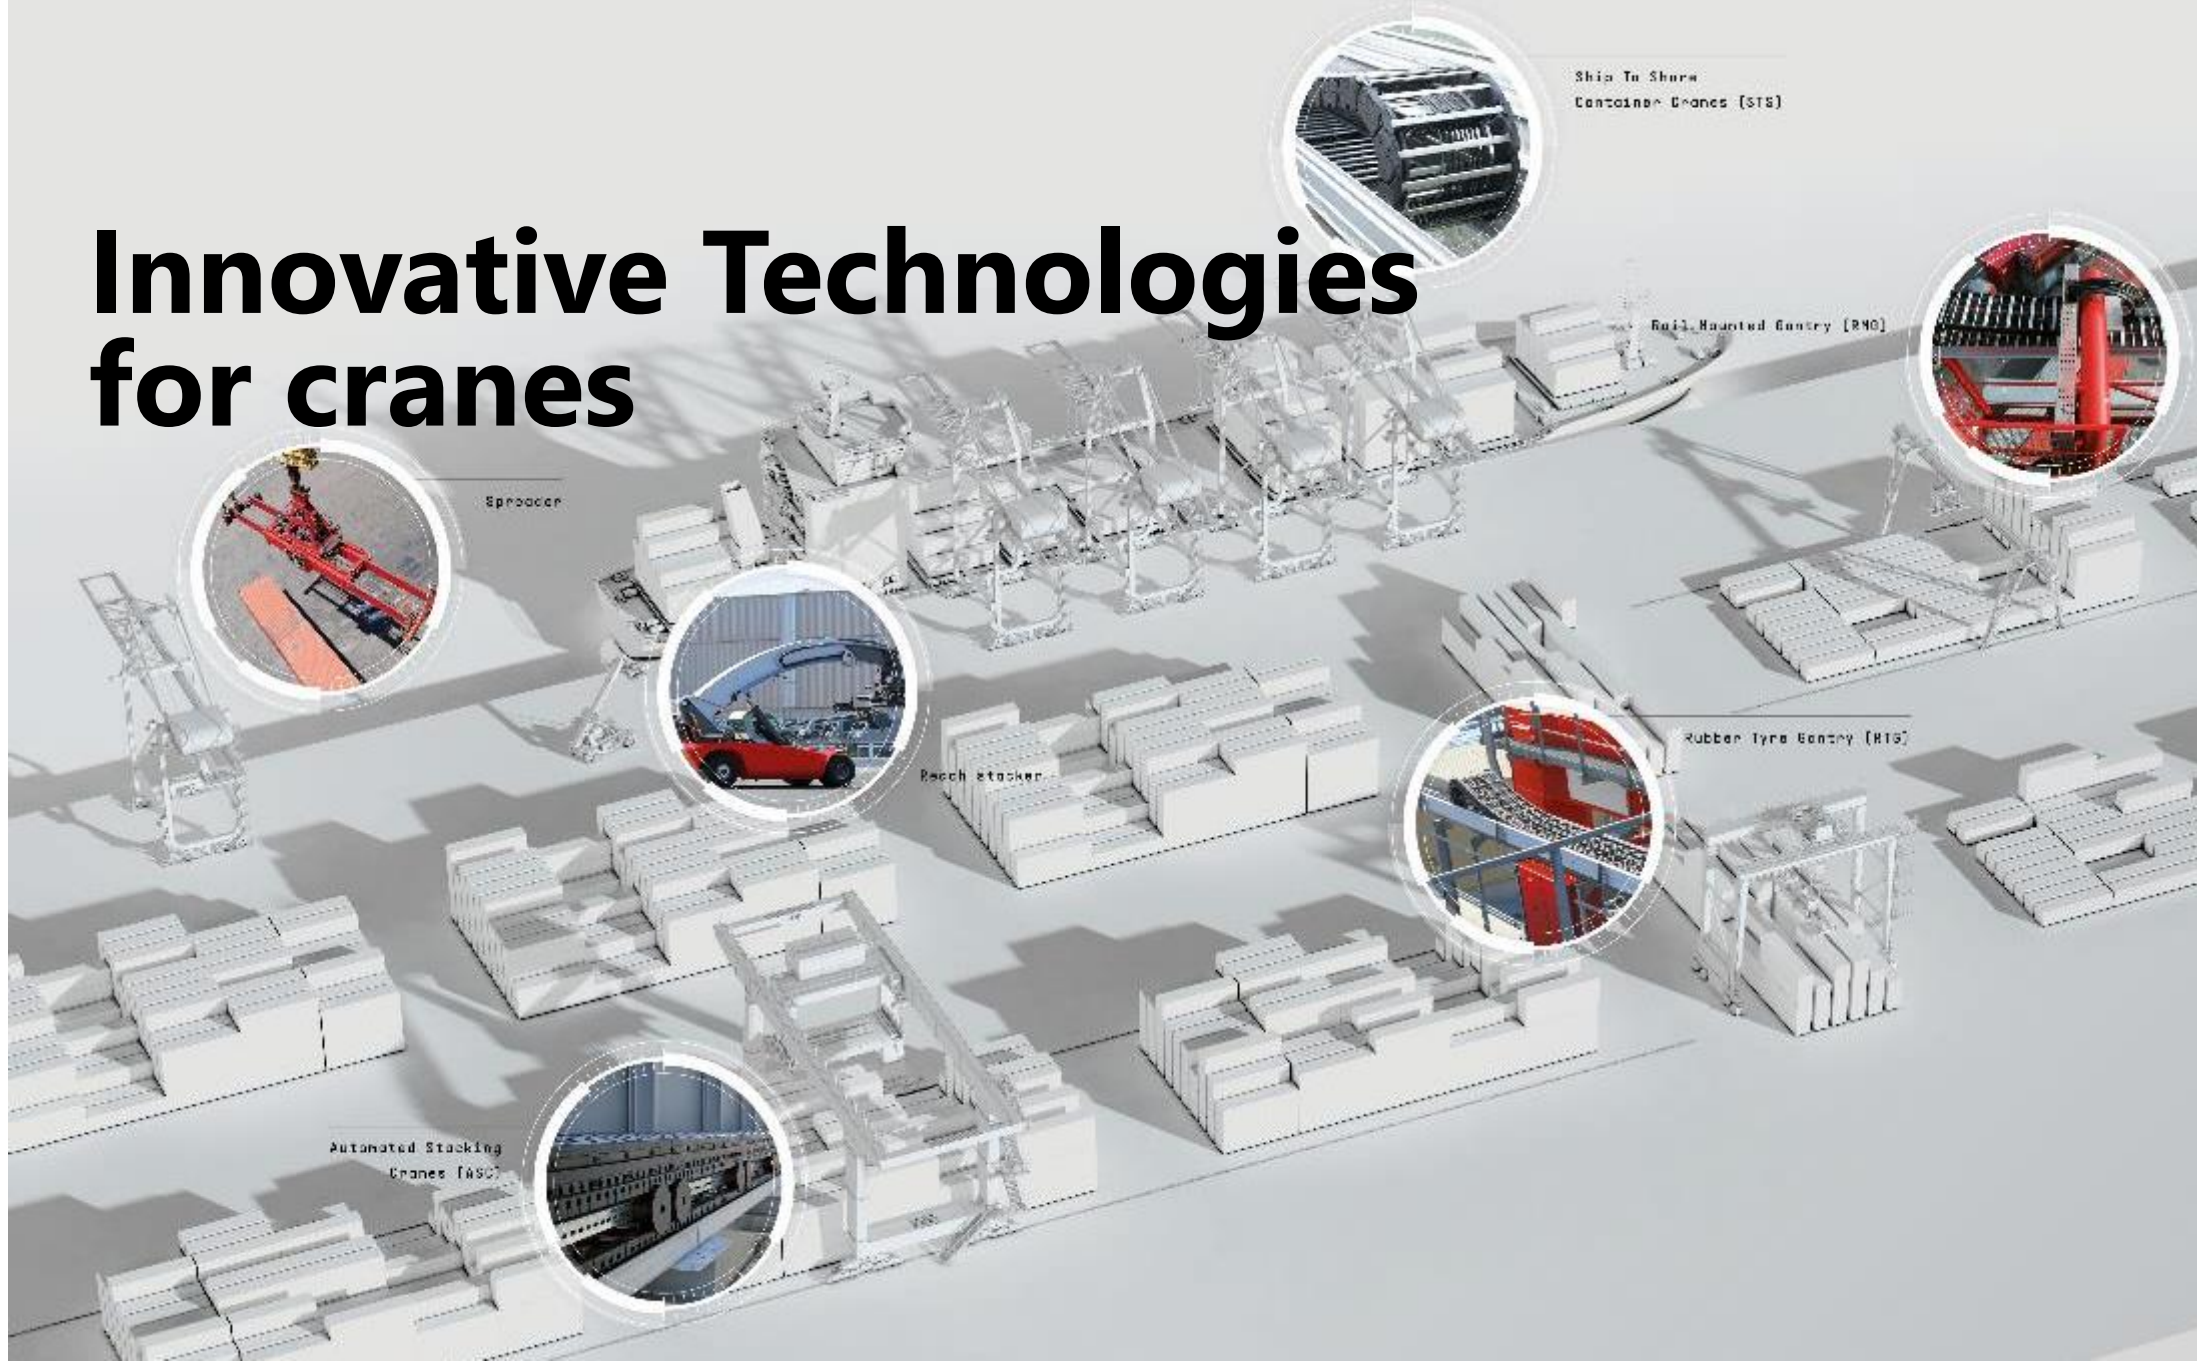 Ship To Shore
Container Cranes [STS]
Innovative Technologies
for cranes
Rail Mounted Gantry [RMG]
Spreader
Rubber Tyre Gantry [RTG]
Reach stacker
Automated Stacking
Cranes [ASC]